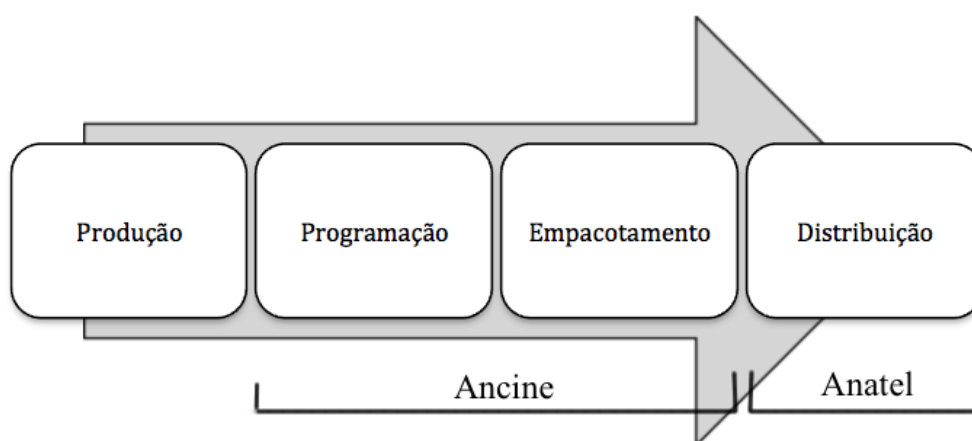 Produção
Programação
Empacotamento
Distribuição
Ancine
Anatel